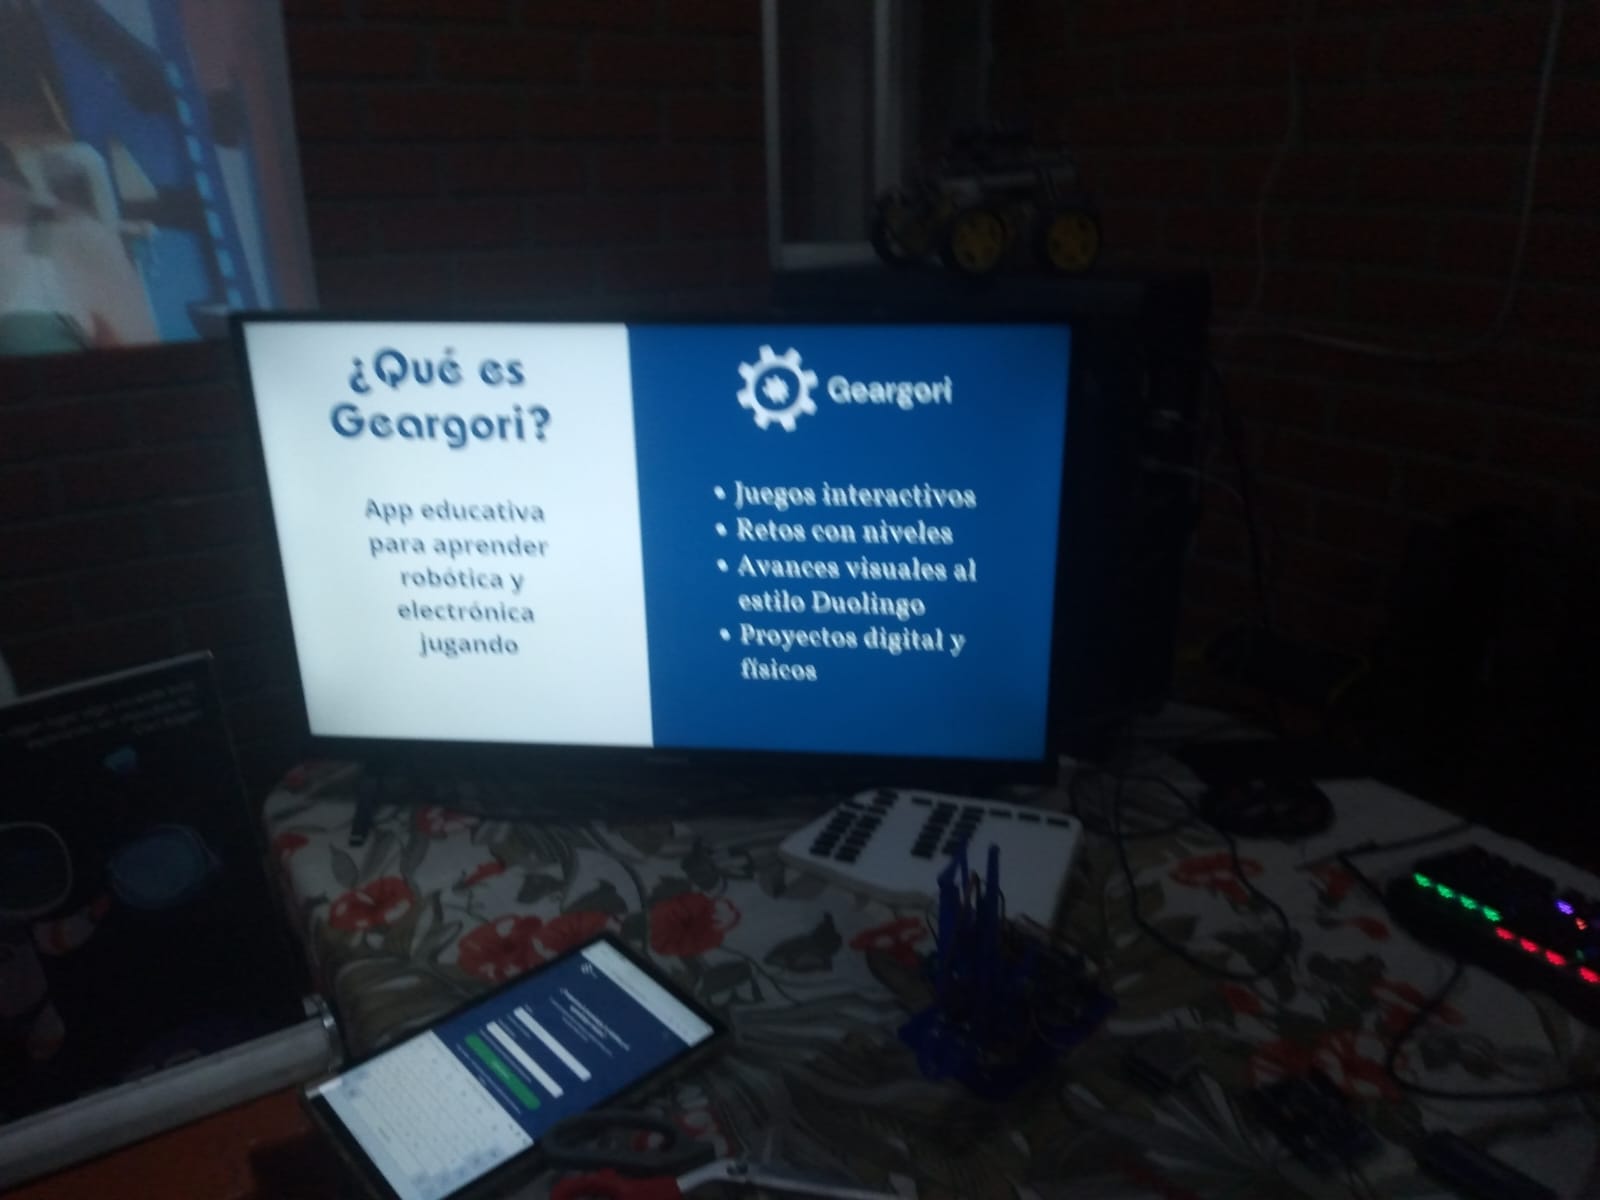 ¿Qué es
Geargori?
App educativa
para aprender
robótica y
electrónica
jugando
Geargori
• Juegos interactivos
• Retos con niveles
• Avances visuales al
estilo Duolingo
• Proyectos digital y
físicos